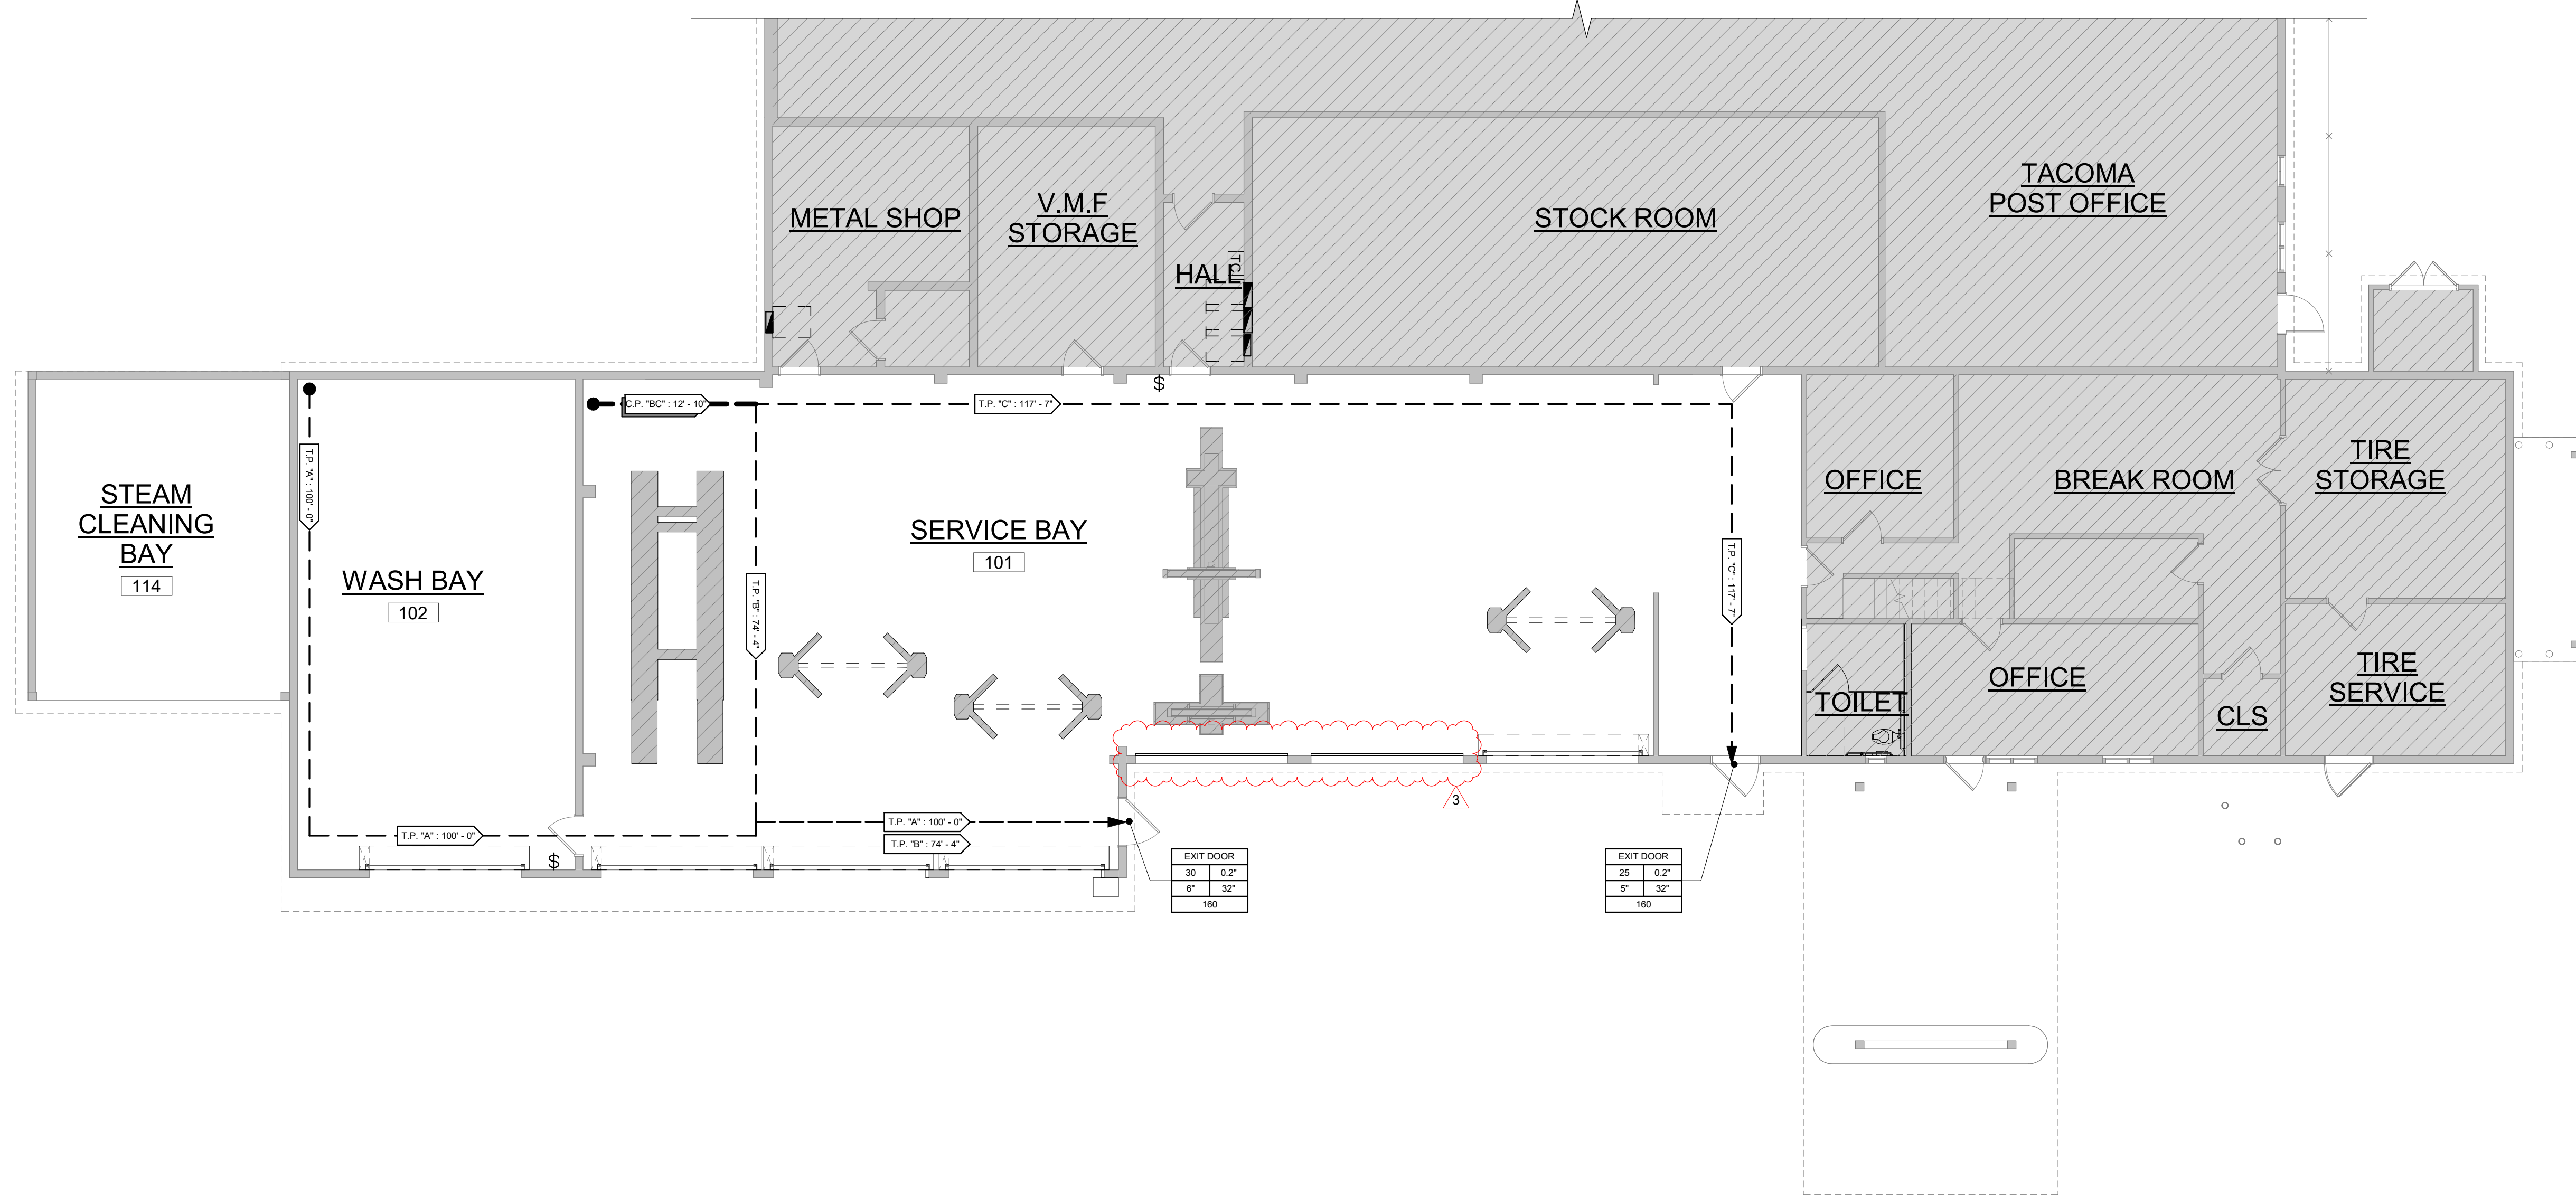 TACOMA
POST OFFICE
METAL SHOP
V.M.F
STORAGE
STOCK ROOM
HALL
TC
$
C.P. "BC" : 12' - 10"
T.P. "C" : 117' - 7"
T.P. "A" : 100' - 0"
STEAM
CLEANING
BAY
114
WASH BAY
102
SERVICE BAY
101
T.P. "B" : 74' - 4"
T.P. "C" : 117' - 7"
OFFICE
BREAK ROOM
TIRE
STORAGE
TOILET
OFFICE
CLS
TIRE
SERVICE
3
T.P. "A" : 100' - 0"
$
T.P. "A" : 100' - 0"
T.P. "B" : 74' - 4"
EXIT DOOR
30 0.2"
6" 32"
160
EXIT DOOR
25 0.2"
5" 32"
160